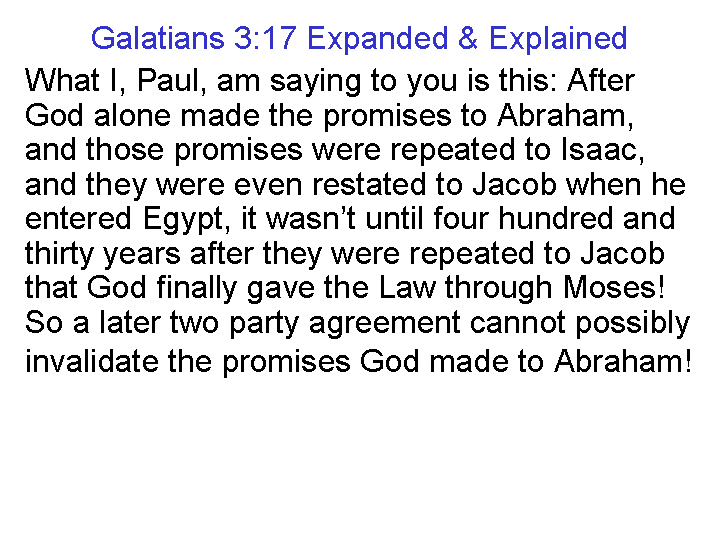 Galatians 3:17 Expanded & Explained
What I, Paul, am saying to you is this: After
God alone made the promises to Abraham,
and those promises were repeated to Isaac,
and they were even restated to Jacob when he
entered Egypt, it wasn’t until four hundred and
thirty years after they were repeated to Jacob
that God finally gave the Law through Moses!
So a later two party agreement cannot possibly
invalidate the promises God made to Abraham!